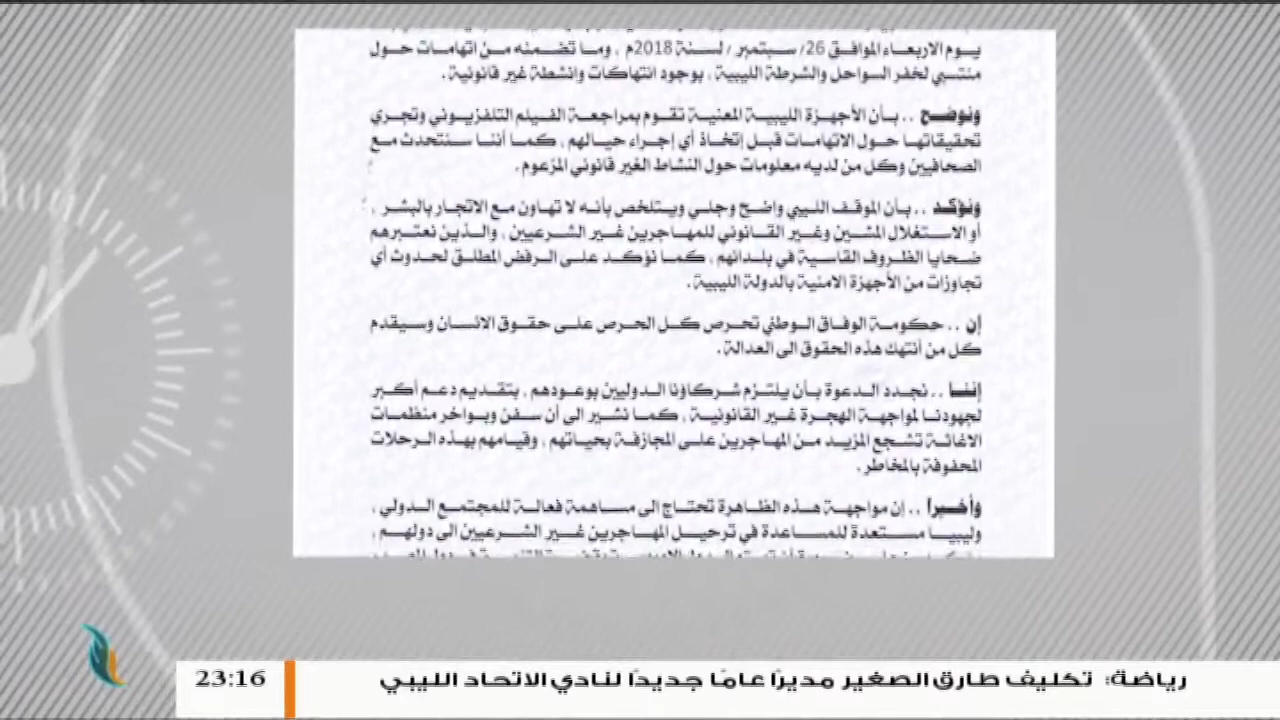 يوم الاربعاء الموافق 26/ سبتمبر / لسنة 2018م ، وما تضمنه من اتهامات حول
منتسبي لخفر السواحل والشرطة الليبية ، بوجود انتهاكات وانشطة غير قانونية .
ونوضح .. بأن الأجهزة الليبية المعنية تقوم بمراجعة الفيلم التلفزيوني وتجري
تحقيقاتها حول الاتهامات قبل إتخاذ أي إجراء حيالهم ، كما أننا سنتحدث مع
الصحافيين وكل من لديه معلومات حول النشاط الغير قانوني المزعوم .
ونؤكد .. بأن الموقف الليبي واضح وجلي ويتلخص بأنه لا تهاون مع الاتجار بالبشر ،
أو الاستغلال المشين وغير القانوني للمهاجرين غير الشرعيين ، والذين نعتبرهم
ضحايا الظروف القاسية في بلدانهم ، كما نؤكد على الرفض المطلق لحدوث أي
تجاوزات من الأجهزة الامنية بالدولة الليبية .
إن .. حكومة الوفاق الوطني تحرص كل الحرص على حقوق الانسان وسيقدم
كل من أنتهك هذه الحقوق الى العدالة .
إننا .. نجدد الدعوة بأن يلتزم شركاؤنا الدوليين بوعودهم ، بتقديم دعم أكبر
لجهودنا لمواجهة الهجرة غير القانونية ، كما نشير الى أن سفن وبواخر منظمات
الاغاثة تشجع المزيد من المهاجرين على المجازفة بحياتهم ، وقيامهم بهذه الرحلات
المحفوفة بالمخاطر .
وأخيراً .. إن مواجهة هذه الظاهرة تحتاج الى مساهمة فعالة للمجتمع الدولي ،
وليبيا مستعدة للمساعدة في ترحيل المهاجرين غير الشرعيين الى دولهم ،
رياضة: تكليف طارق الصغير مديرًا عامًا جديدًا لنادي الاتحاد الليبي
23:16